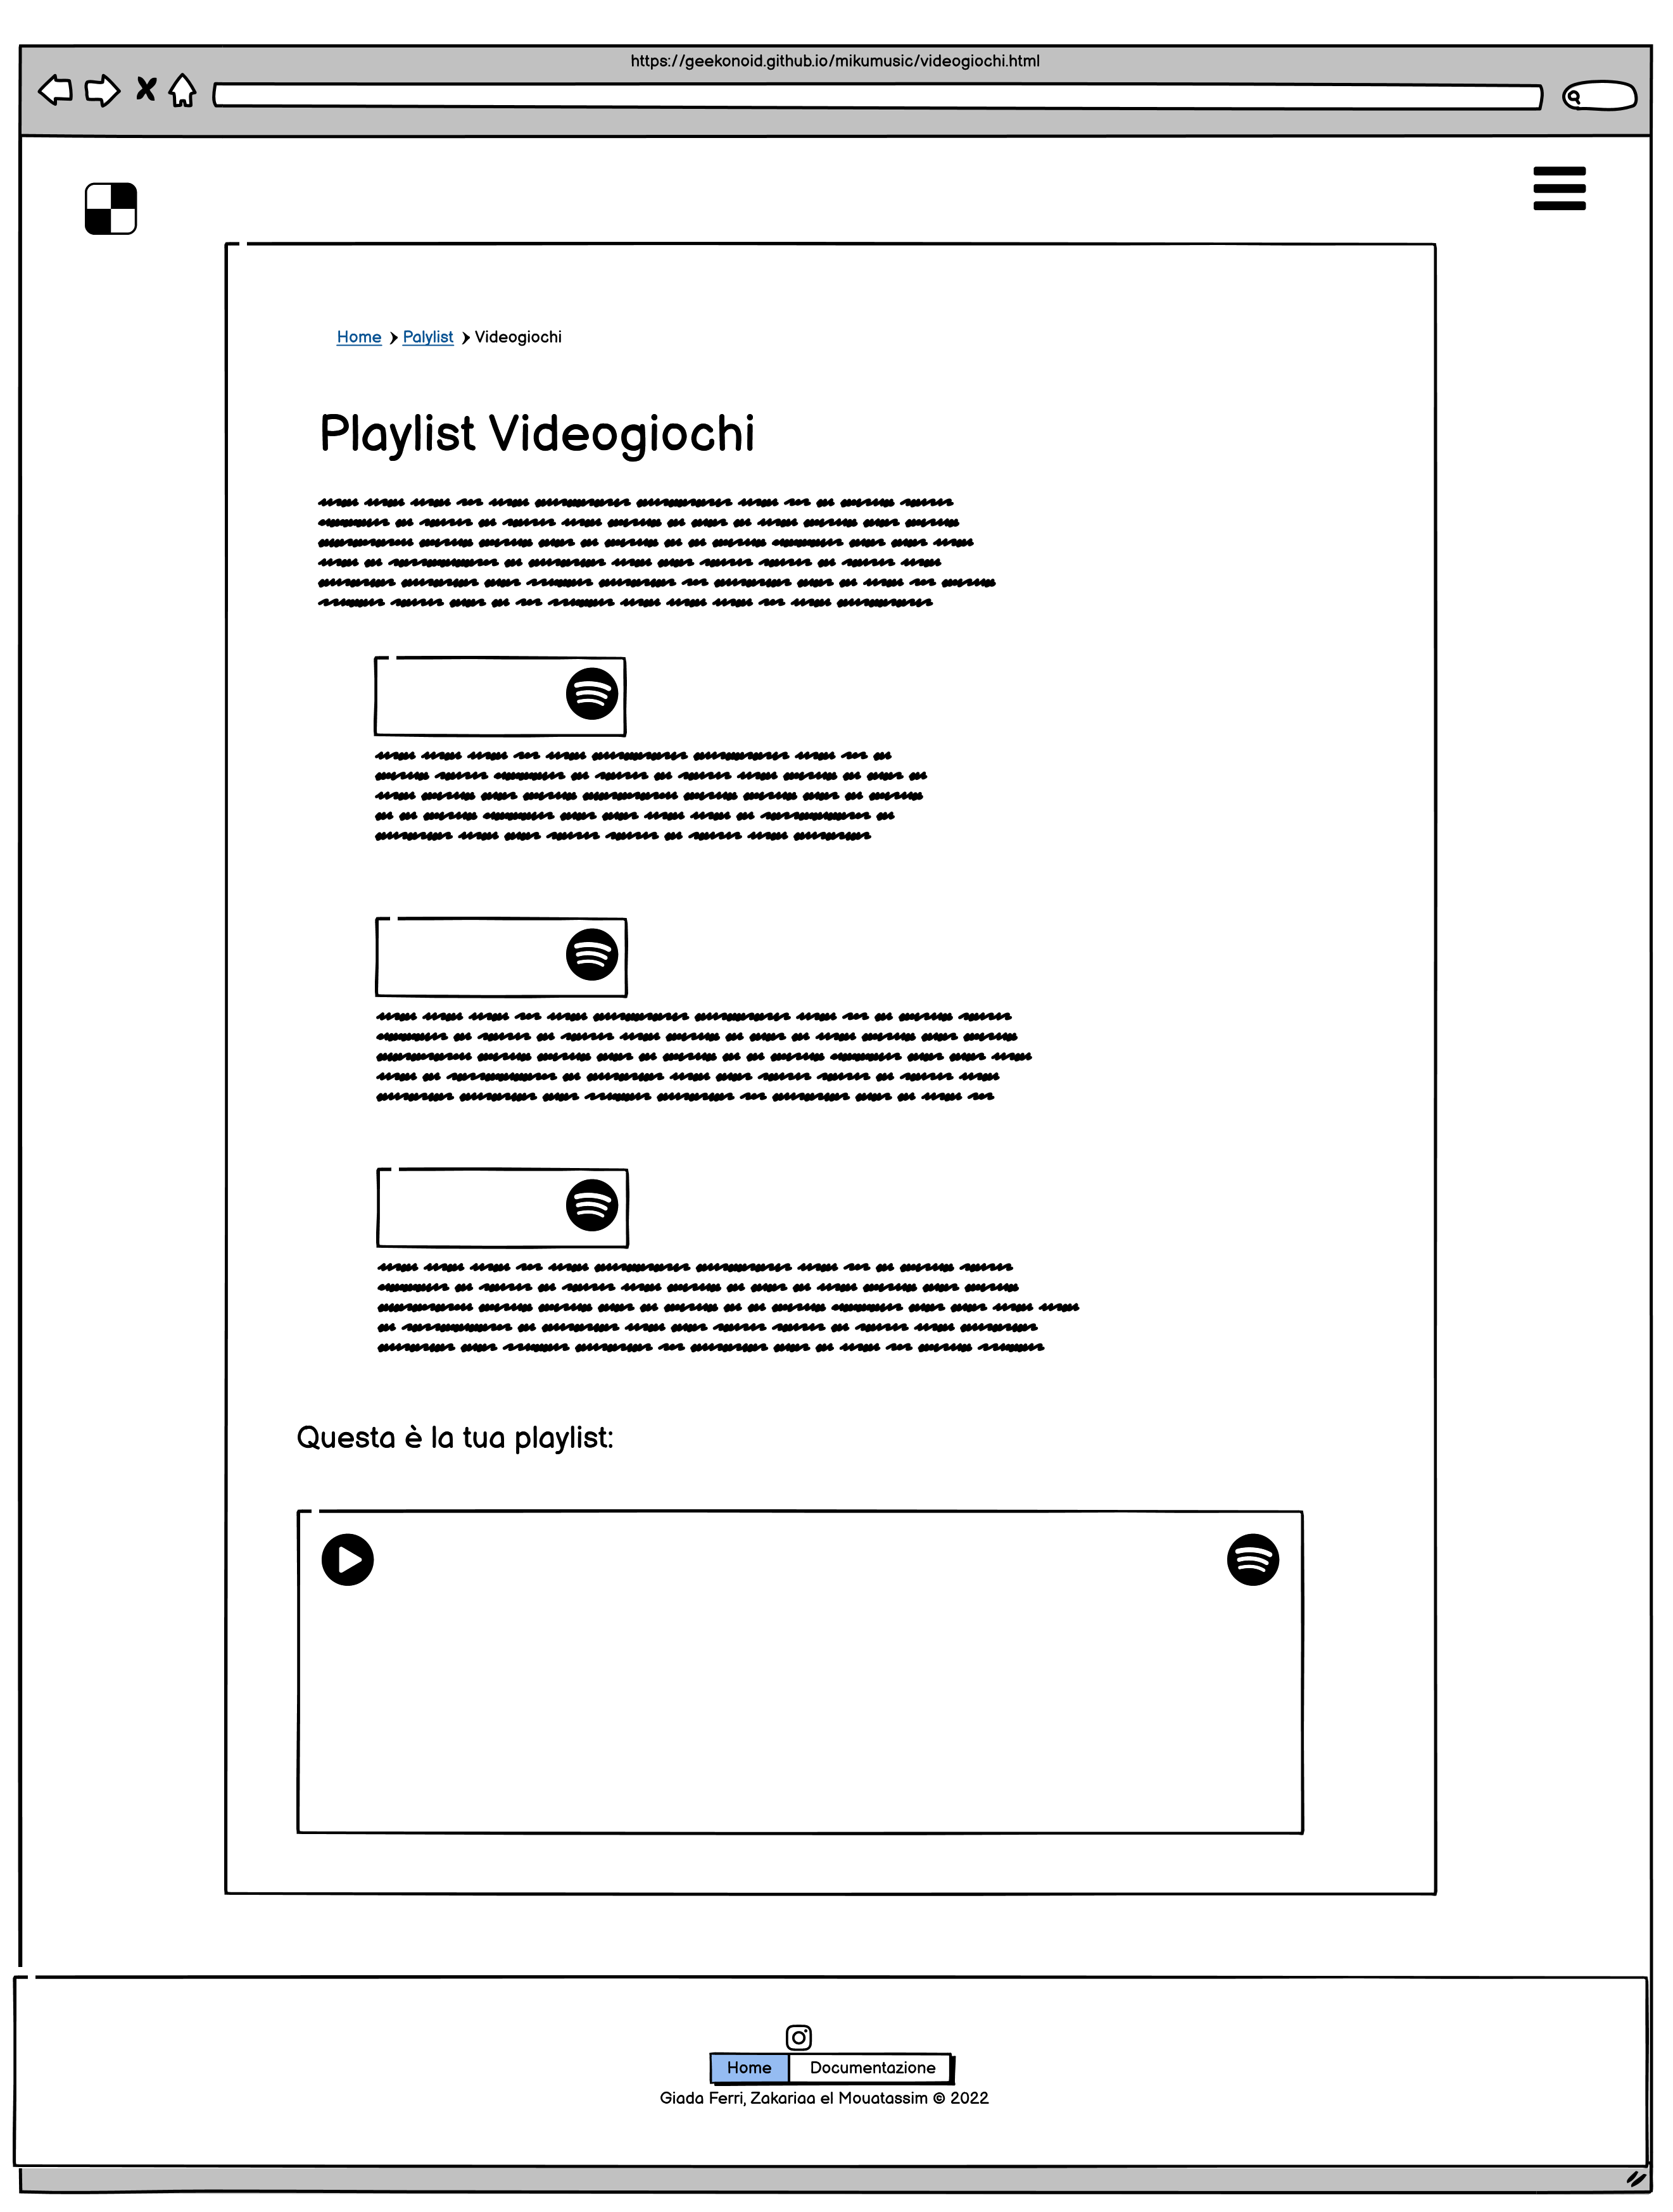 https://geekonoid.github.io/mikumusic/videogiochi.html
Home Palylist Videogiochi
Playlist Videogiochi
Questa è la tua playlist:
Home Documentazione
Giada Ferri, Zakariaa el Mouatassim © 2022